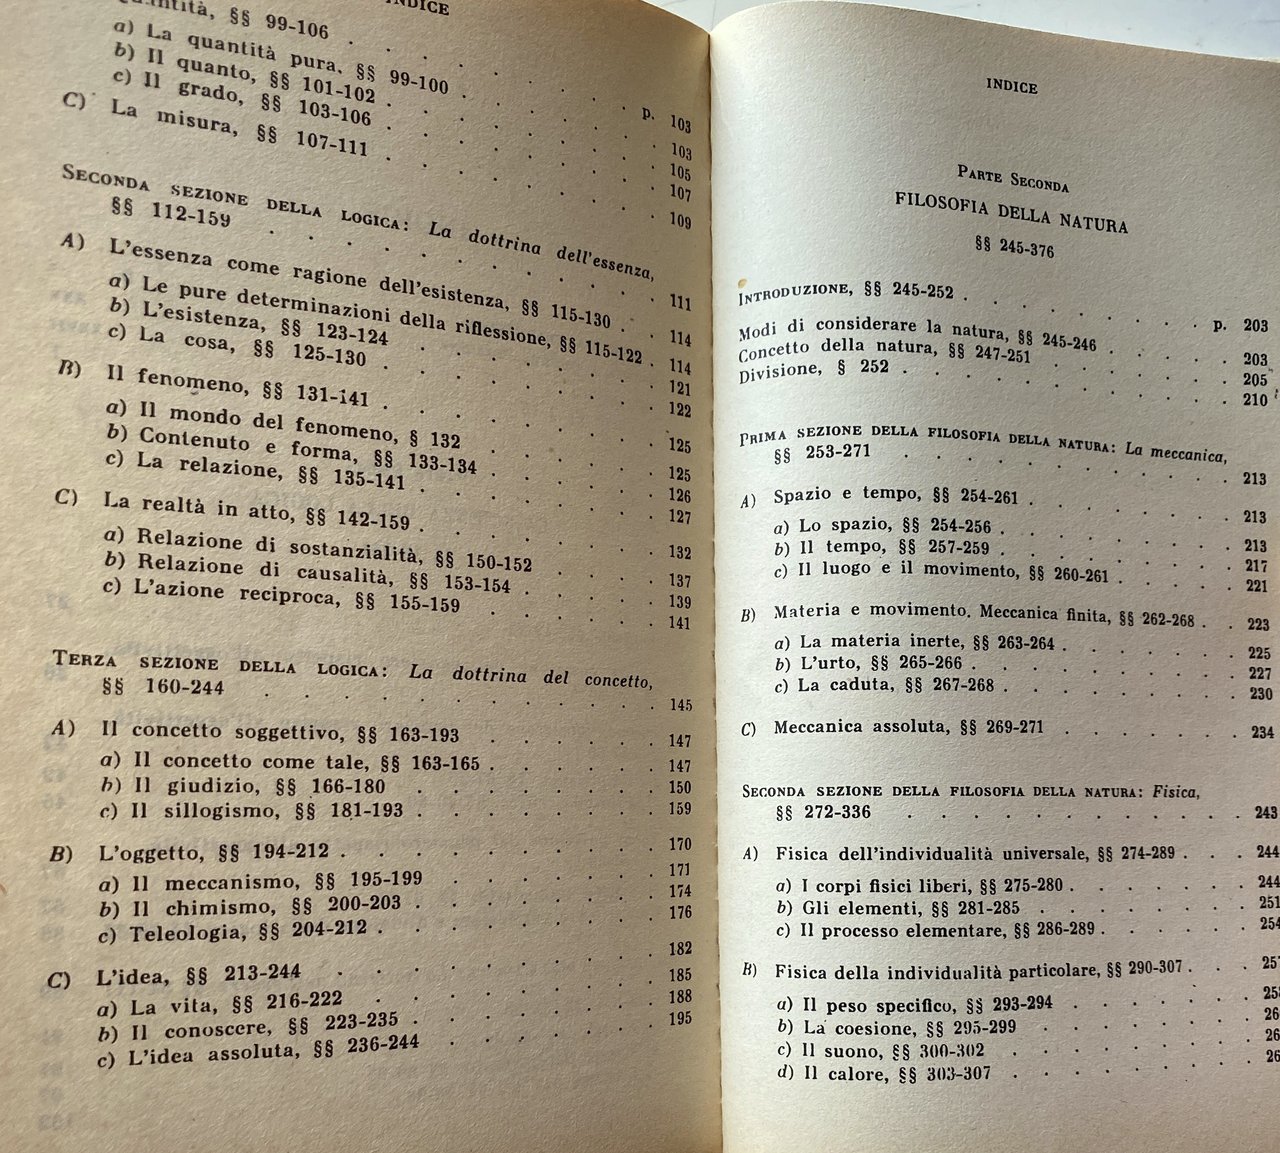 INDICE
§§ 99-106 . . . . . . . . p. 103
a) La quantità pura, §§ 99-100 . . . . . . 103
b) Il quanto, §§ 101-102 . . . . . . . 105
c) Il grado, §§ 103-106 . . . . . . . 107
C) La misura, §§ 107-111 . . . . . . . 109
SECONDA SEZIONE DELLA LOGICA: La dottrina dell'essenza,
§§ 112-159 . . . . . . . . . . . 111
A) L'essenza come ragione dell'esistenza, §§ 115-130 . . 114
a) Le pure determinazioni della riflessione, §§ 115-122 . 114
b) L'esistenza, §§ 123-124 . . . . . . . 121
c) La cosa, §§ 125-130 . . . . . . . . 122
B) Il fenomeno, §§ 131-141 . . . . . . . . 125
a) Il mondo del fenomeno, § 132 . . . . . 125
b) Contenuto e forma, §§ 133-134 . . . . . 126
c) La relazione, §§ 135-141 . . . . . . . 127
C) La realtà in atto, §§ 142-159 . . . . . . . 132
a) Relazione di sostanzialità, §§ 150-152 . . . . 137
b) Relazione di causalità, §§ 153-154 . . . . 139
c) L'azione reciproca, §§ 155-159 . . . . . 141
TERZA SEZIONE DELLA LOGICA: La dottrina del concetto,
§§ 160-244 . . . . . . . . . . . 145
A) Il concetto soggettivo, §§ 163-193 . . . . . 147
a) Il concetto come tale, §§ 163-165 . . . . . 147
b) Il giudizio, §§ 166-180 . . . . . . . 150
c) Il sillogismo, §§ 181-193 . . . . . . . 159
B) L'oggetto, §§ 194-212 . . . . . . . . . 170
a) Il meccanismo, §§ 195-199 . . . . . . 171
b) Il chimismo, §§ 200-203 . . . . . . . 174
c) Teleologia, §§ 204-212 . . . . . . . . 176
C) L'idea, §§ 213-244 . . . . . . . . . 182
a) La vita, §§ 216-222 . . . . . . . . 185
b) Il conoscere, §§ 223-235 . . . . . . . 188
c) L'idea assoluta, §§ 236-244 . . . . . . 195
INDICE
PARTE SECONDA
FILOSOFIA DELLA NATURA
§§ 245-376
INTRODUZIONE, §§ 245-252 . . . . . . . . p. 203
Modi di considerare la natura, §§ 245-246 . . . . . 203
Concetto della natura, §§ 247-251 . . . . . . . 205
Divisione, § 252 . . . . . . . . . . . 210
PRIMA SEZIONE DELLA FILOSOFIA DELLA NATURA: La meccanica,
§§ 253-271 . . . . . . . . . . . 213
A) Spazio e tempo, §§ 254-261 . . . . . . . 213
a) Lo spazio, §§ 254-256 . . . . . . . . 213
b) Il tempo, §§ 257-259 . . . . . . . . 217
c) Il luogo e il movimento, §§ 260-261 . . . . 221
B) Materia e movimento. Meccanica finita, §§ 262-268 . . 223
a) La materia inerte, §§ 263-264 . . . . . . 225
b) L'urto, §§ 265-266 . . . . . . . . . 227
c) La caduta, §§ 267-268 . . . . . . . . 230
C) Meccanica assoluta, §§ 269-271 . . . . . . 234
SECONDA SEZIONE DELLA FILOSOFIA DELLA NATURA: Fisica,
§§ 272-336 . . . . . . . . . . . 243
A) Fisica dell'individualità universale, §§ 274-289 . . . 244
a) I corpi fisici liberi, §§ 275-280 . . . . . . 244
b) Gli elementi, §§ 281-285 . . . . . . . 251
c) Il processo elementare, §§ 286-289 . . . . . 254
B) Fisica della individualità particolare, §§ 290-307 . . .
a) Il peso specifico, §§ 293-294 . . . . . .
b) La coesione, §§ 295-299 . . . . . . .
c) Il suono, §§ 300-302 . . . . . . . .
d) Il calore, §§ 303-307 . . . . . . . .